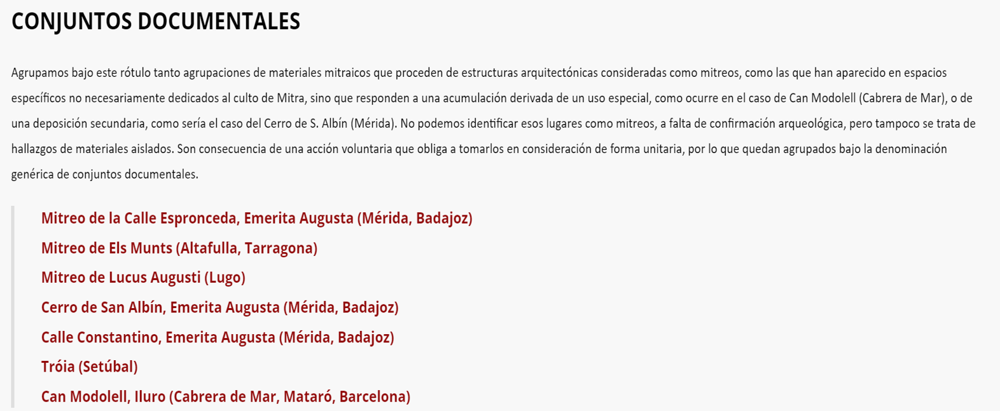 CONJUNTOS DOCUMENTALES
Agrupamos bajo este rótulo tanto agrupaciones de materiales mitraicos que proceden de estructuras arquitectónicas consideradas como mitreos, como las que han aparecido en espacios
específicos no necesariamente dedicados al culto de Mitra, sino que responden a una acumulación derivada de un uso especial, como ocurre en el caso de Can Modolell (Cabrera de Mar), o de
una deposición secundaria, como sería el caso del Cerro de S. Albín (Mérida). No podemos identificar esos lugares como mitreos, a falta de confirmación arqueológica, pero tampoco se trata de
hallazgos de materiales aislados. Son consecuencia de una acción voluntaria que obliga a tomarlos en consideración de forma unitaria, por lo que quedan agrupados bajo la denominación
genérica de conjuntos documentales.
Mitreo de la Calle Espronceda, Emerita Augusta (Mérida, Badajoz)
Mitreo de Els Munts (Altafulla, Tarragona)
Mitreo de Lucus Augusti (Lugo)
Cerro de San Albín, Emerita Augusta (Mérida, Badajoz)
Calle Constantino, Emerita Augusta (Mérida, Badajoz)
Tróia (Setúbal)
Can Modolell, Iluro (Cabrera de Mar, Mataró, Barcelona)